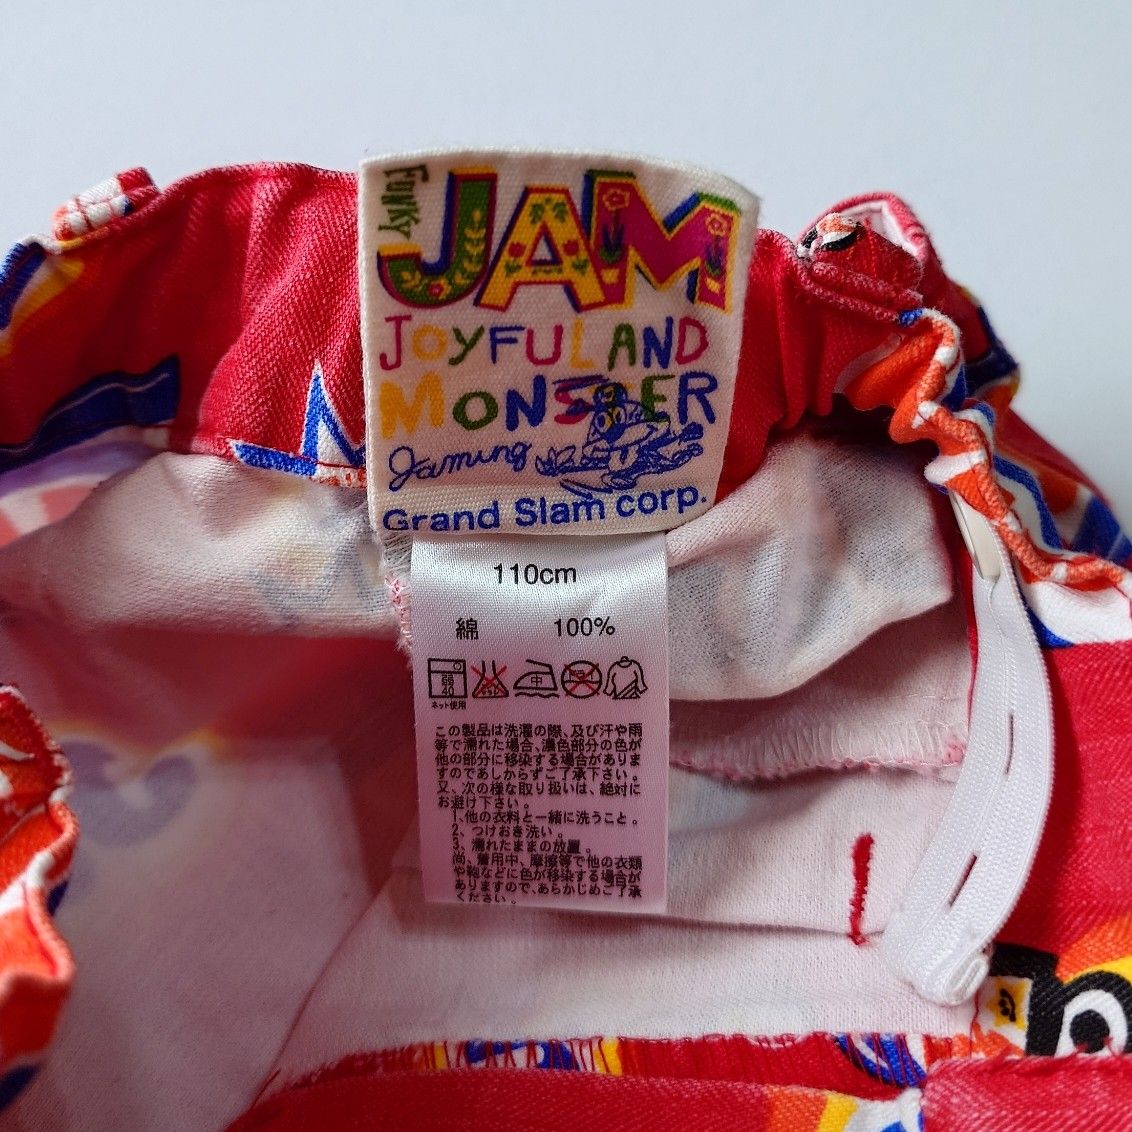 FUNKY
JAM
JOYFUL AND
MONSTER
Jaming
Grand Slam corp.
110cm
綿 100%
弱
40
中
ネット使用
この製品は洗濯の際、及び汗や雨
等で濡れた場合、濃色部分の色が
他の部分に移染する場合がありま
すのであしからずご了承下さい。
又、次の様な取り扱いは、絶対に
お避け下さい。
1、他の衣料と一緒に洗うこと。
2、つけおき洗い。
3、濡れたままの放置。
尚、着用中、摩擦等で他の衣類
や鞄などに色が移染する場合が
ありますので、あらかじめご了承
ください。